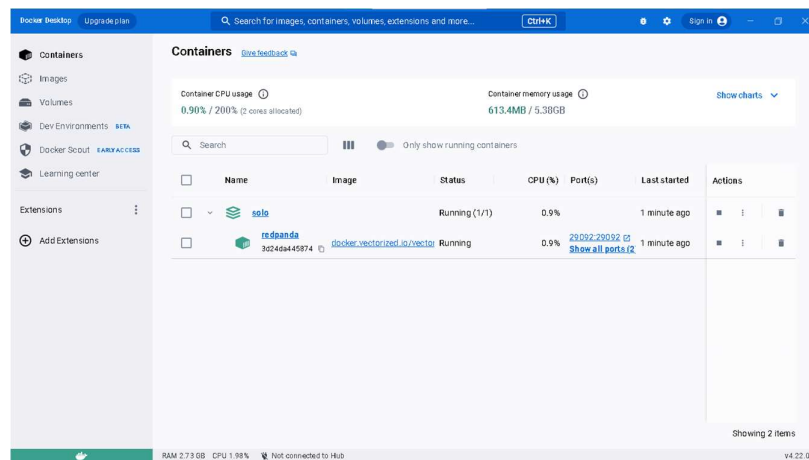 Docker Desktop Upgrade plan Search for images, containers, volumes, extensions and more... Ctrl+K Sign in
Containers
Images
Volumes
Dev Environments BETA
Docker Scout EARLY ACCESS
Learning center
Extensions
Add Extensions
Containers Give feedback
Container CPU usage
0.90% / 200% (2 cores allocated)
Container memory usage
613.4MB / 5.38GB
Show charts
Search
Only show running containers
Name Image Status CPU (%) Port(s) Last started Actions
solo Running (1/1) 0.9% 1 minute ago
redpanda
3d24da445874 docker.vectorized.io/vector Running 0.9% 29092:29092 1 minute ago
Show all ports (2
Showing 2 items
RAM 2.73 GB CPU 1.98% Not connected to Hub v4.22.0